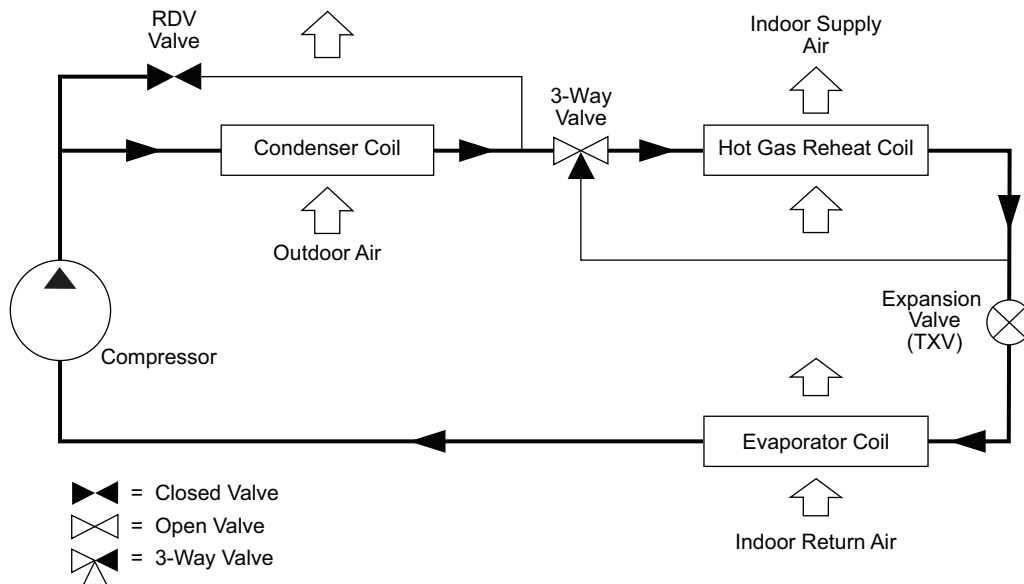 RDV
Valve
Indoor Supply
Air
3-Way
Valve
Condenser Coil
Hot Gas Reheat Coil
Outdoor Air
Expansion
Valve
(TXV)
Compressor
Evaporator Coil
Indoor Return Air
= Closed Valve
= Open Valve
= 3-Way Valve